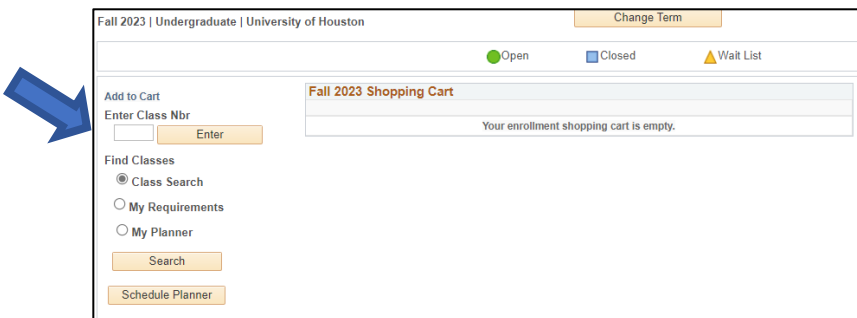 Fall 2023 | Undergraduate | University of Houston
Change Term
Open Closed Wait List
Add to Cart
Enter Class Nbr
Enter
Find Classes
Class Search
My Requirements
My Planner
Search
Schedule Planner
Fall 2023 Shopping Cart
Your enrollment shopping cart is empty.